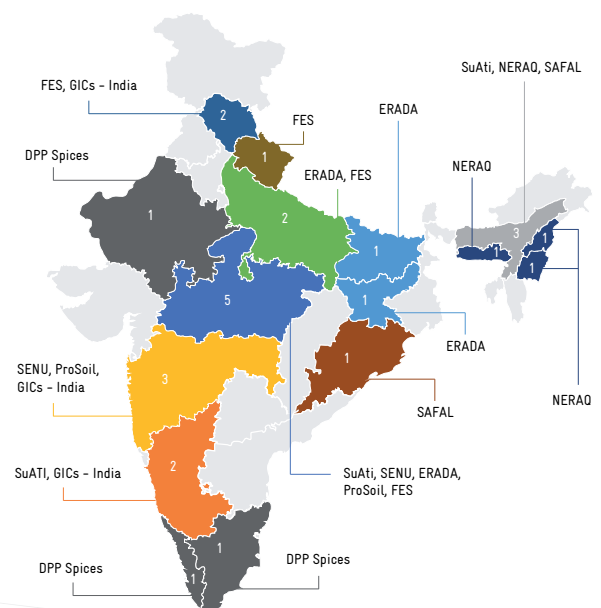 SuAti, NERAQ, SAFAL
FES, GICs – India
2
ERADA
FES
1
DPP Spices
NERAQ
ERADA, FES
1
2
3
1
1
1
1
5
1
ERADA
1
SENU, ProSoil,
GICs – India
3
NERAQ
SAFAL
SuATI, GICs – India
2
SuAti, SENU, ERADA,
ProSoil, FES
1
DPP Spices
DPP Spices
1